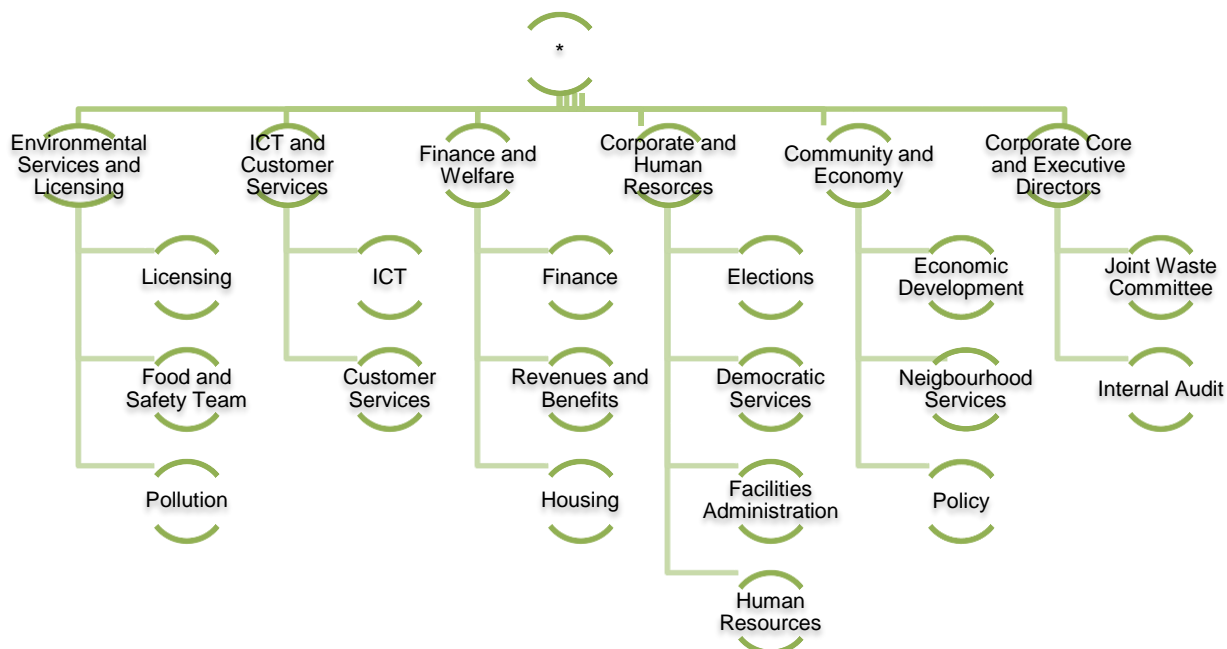 *
Environmental
Services and
Licensing
ICT and
Customer
Services
Finance and
Welfare
Corporate and
Human
Resorces
Community and
Economy
Corporate Core
and Executive
Directors
Licensing
ICT
Finance
Elections
Economic
Development
Joint Waste
Committee
Food and
Safety Team
Customer
Services
Revenues and
Benefits
Democratic
Services
Neigbourhood
Services
Internal Audit
Pollution
Housing
Facilities
Administration
Policy
Human
Resources